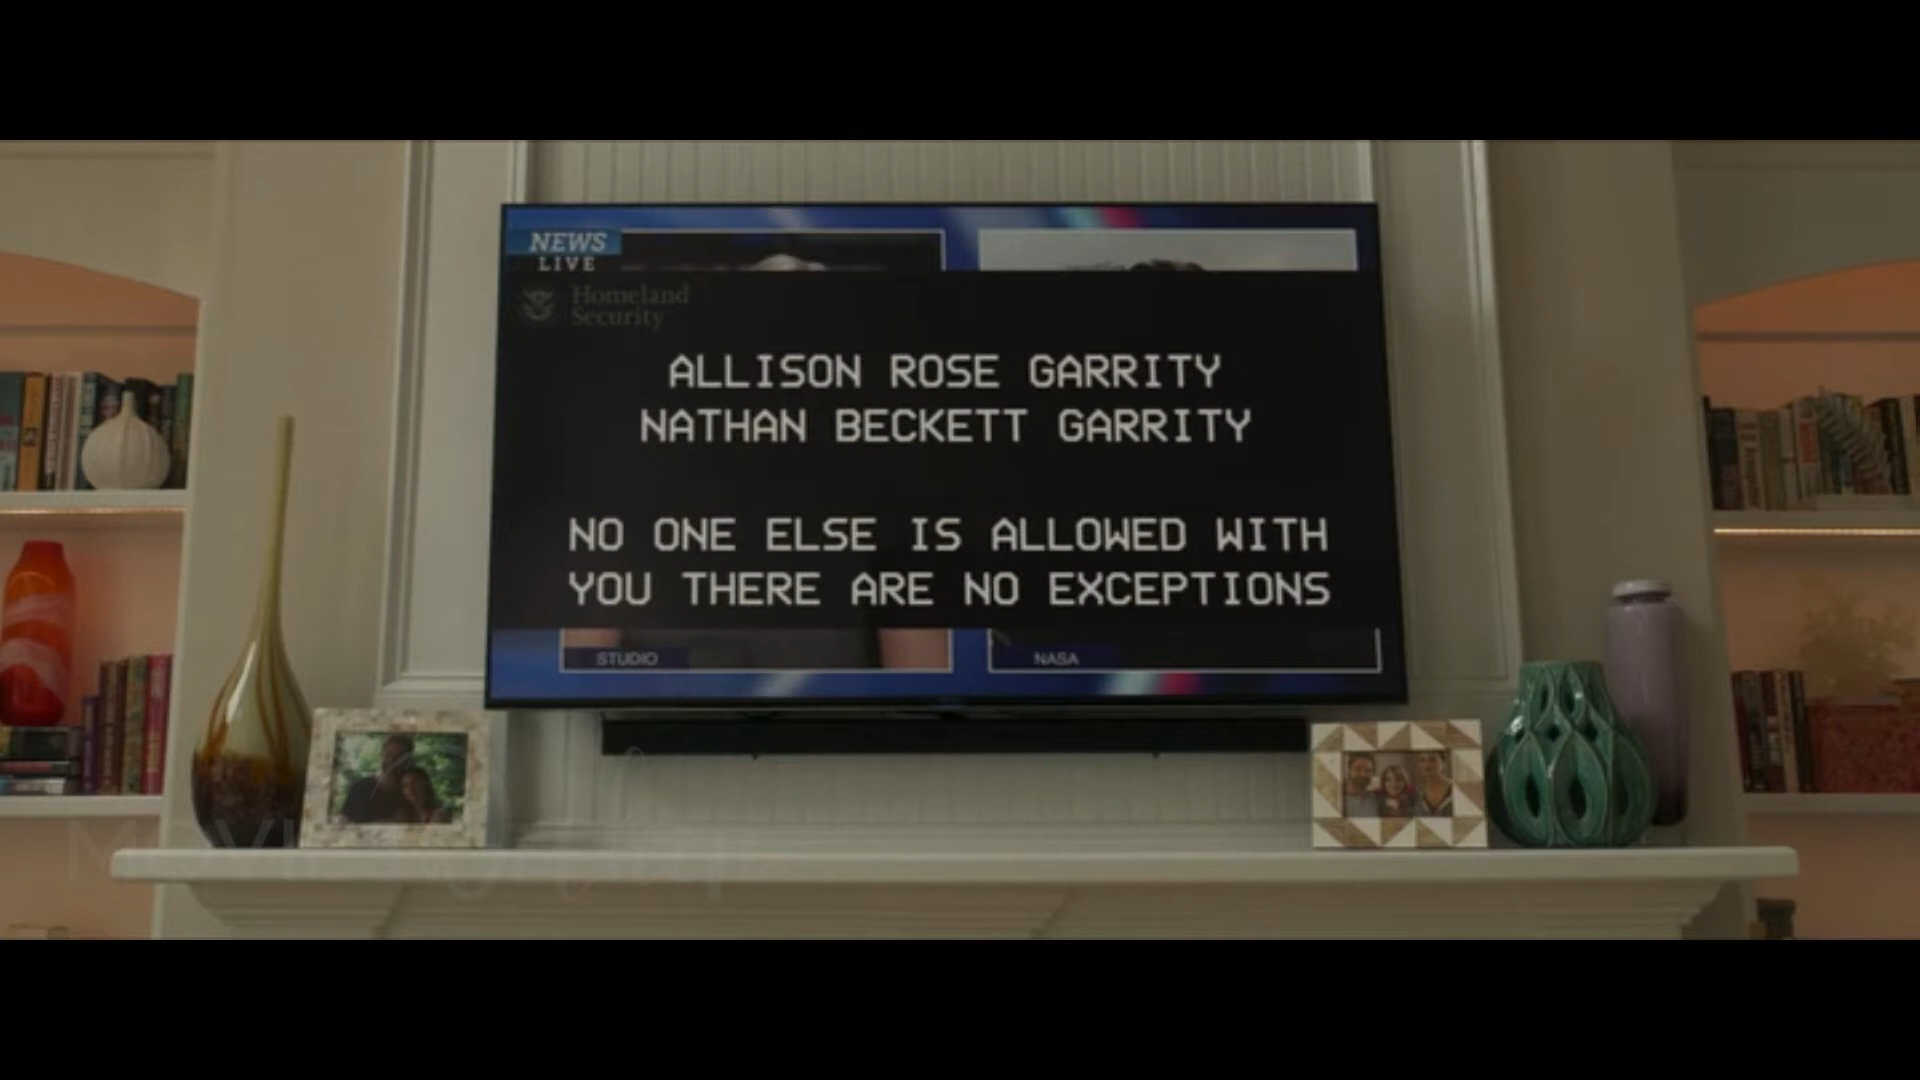 NEWS
LIVE
Homeland
Security
ALLISON ROSE GARRITY
NATHAN BECKETT GARRITY
NO ONE ELSE IS ALLOWED WITH
YOU THERE ARE NO EXCEPTIONS
STUDIO
NASA